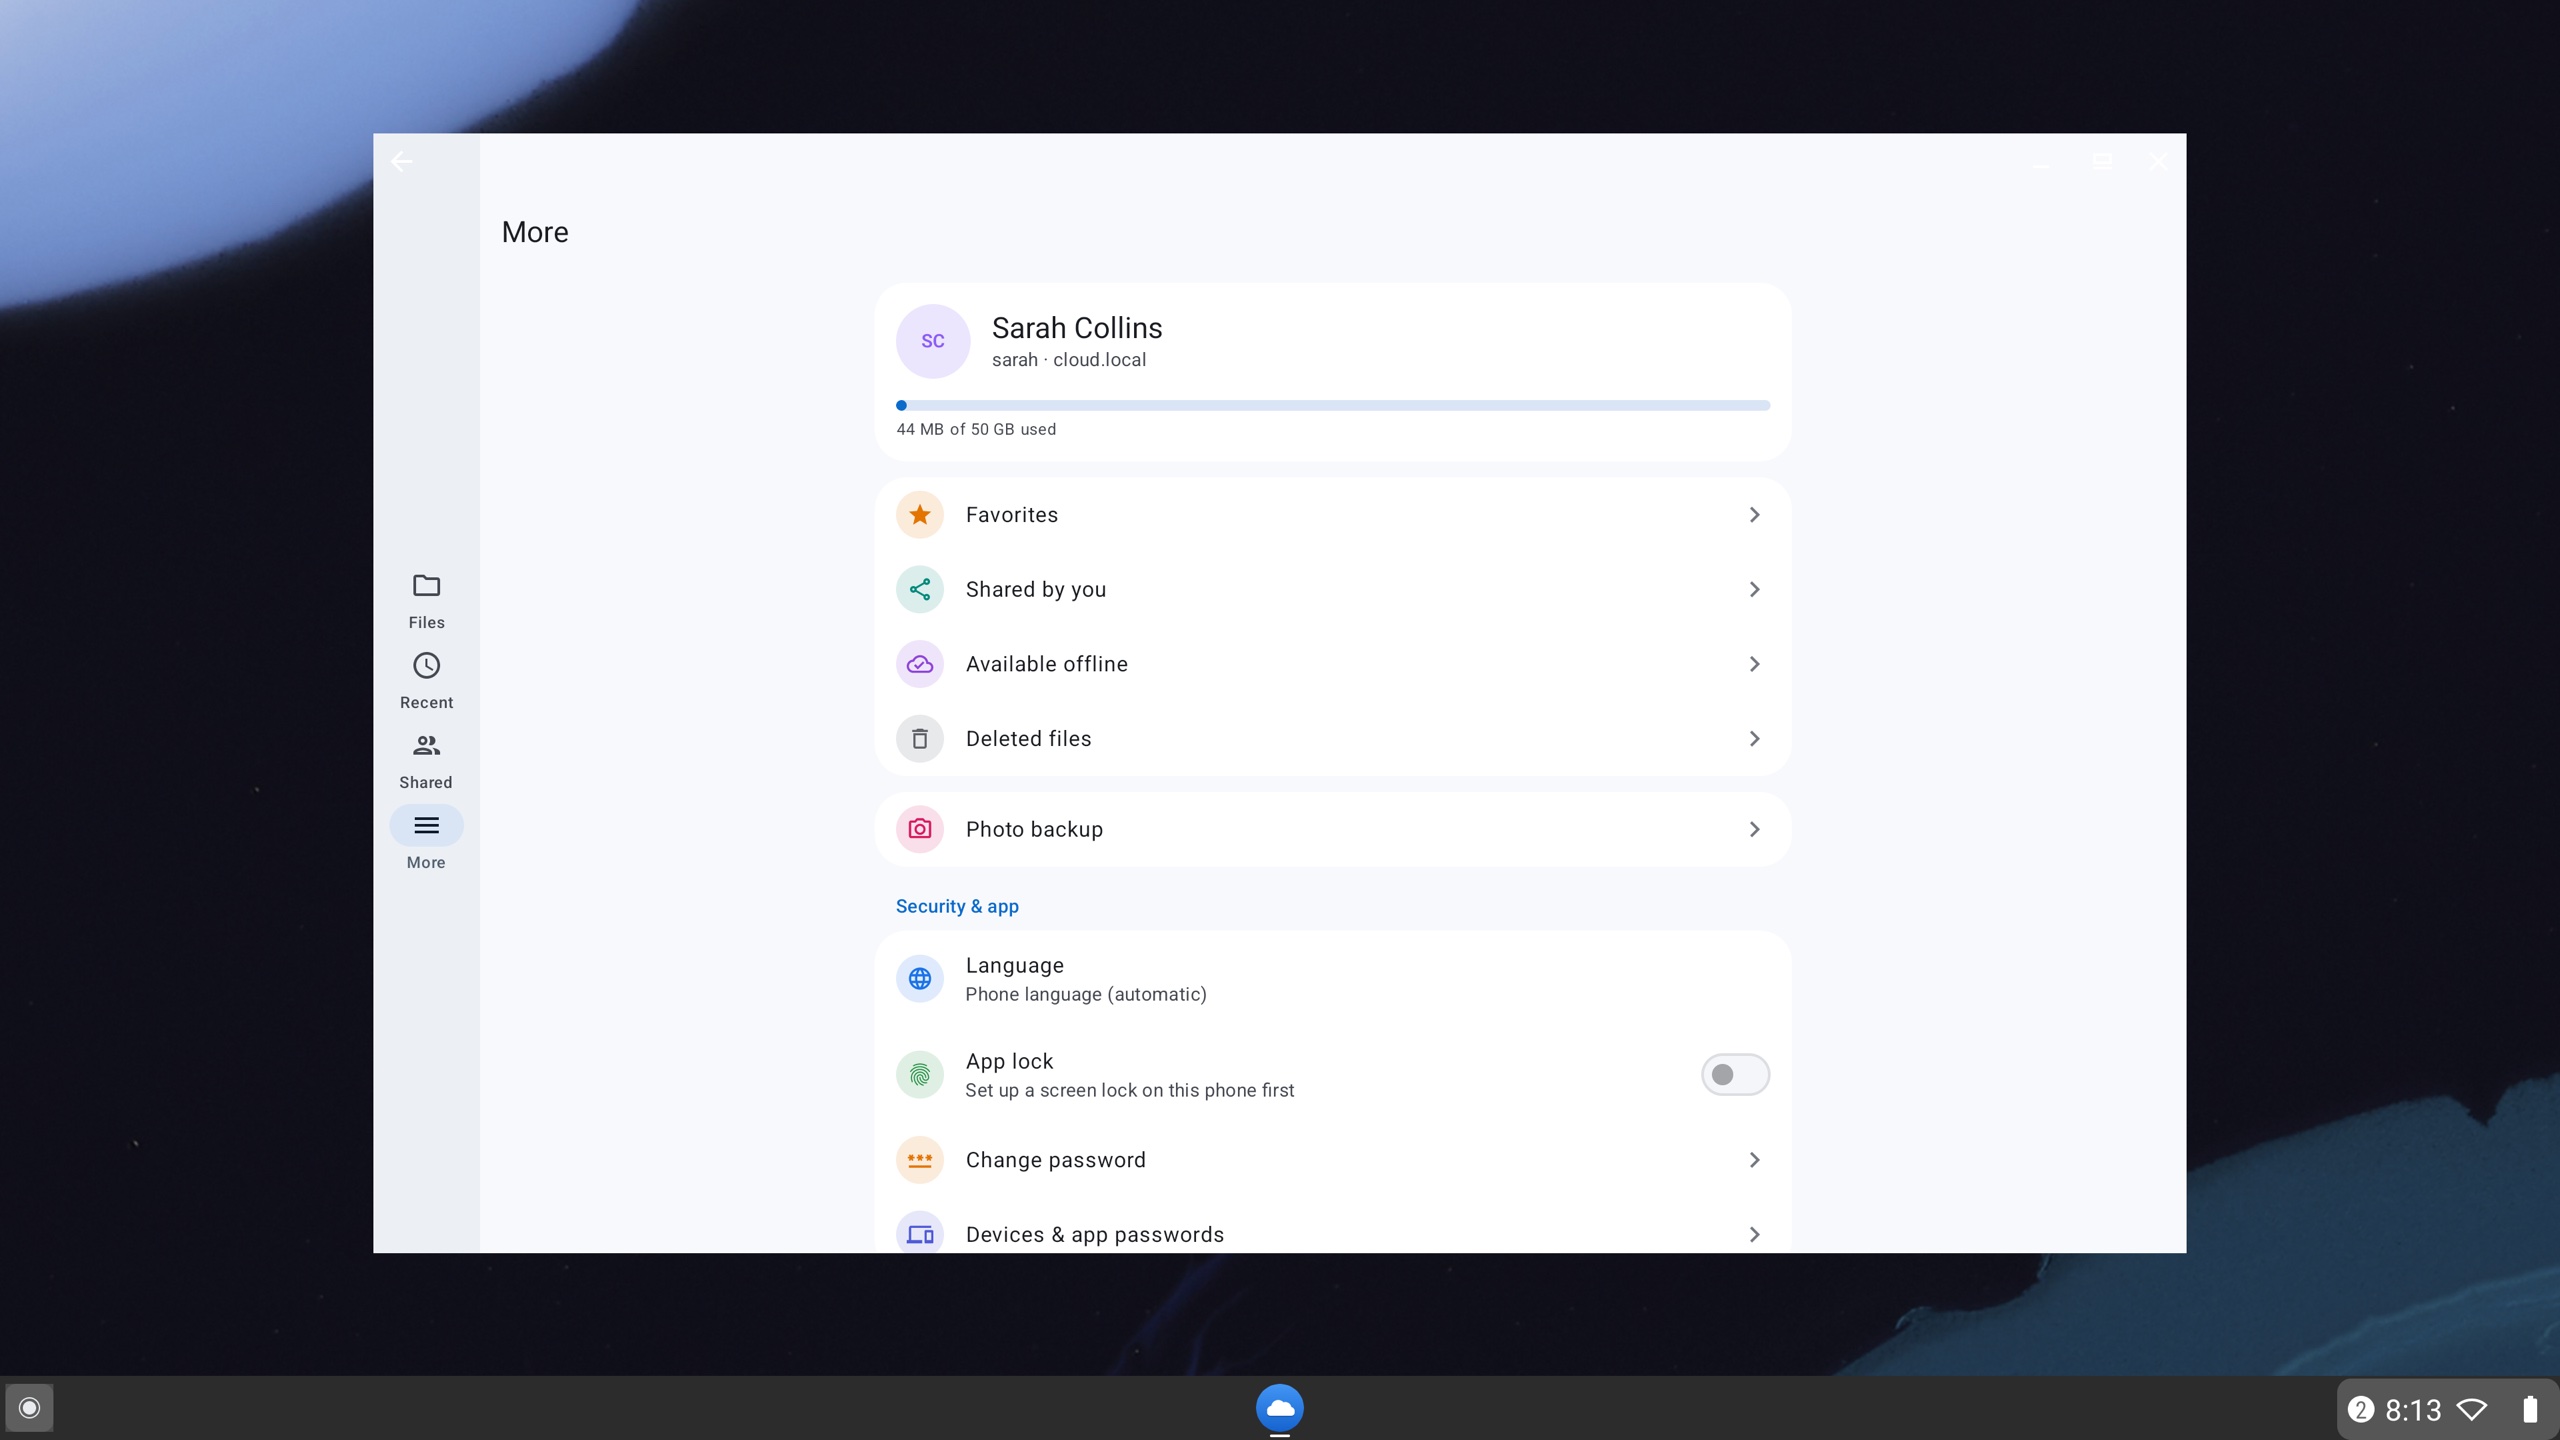 More
Sarah Collins
SC
sarah · cloud.local
44 MB of 50 GB used
Favorites
Shared by you
Available offline
Deleted files
Photo backup
Files
Recent
Shared
More
Security & app
Language
Phone language (automatic)
App lock
Set up a screen lock on this phone first
Change password
Devices & app passwords
2 8:13